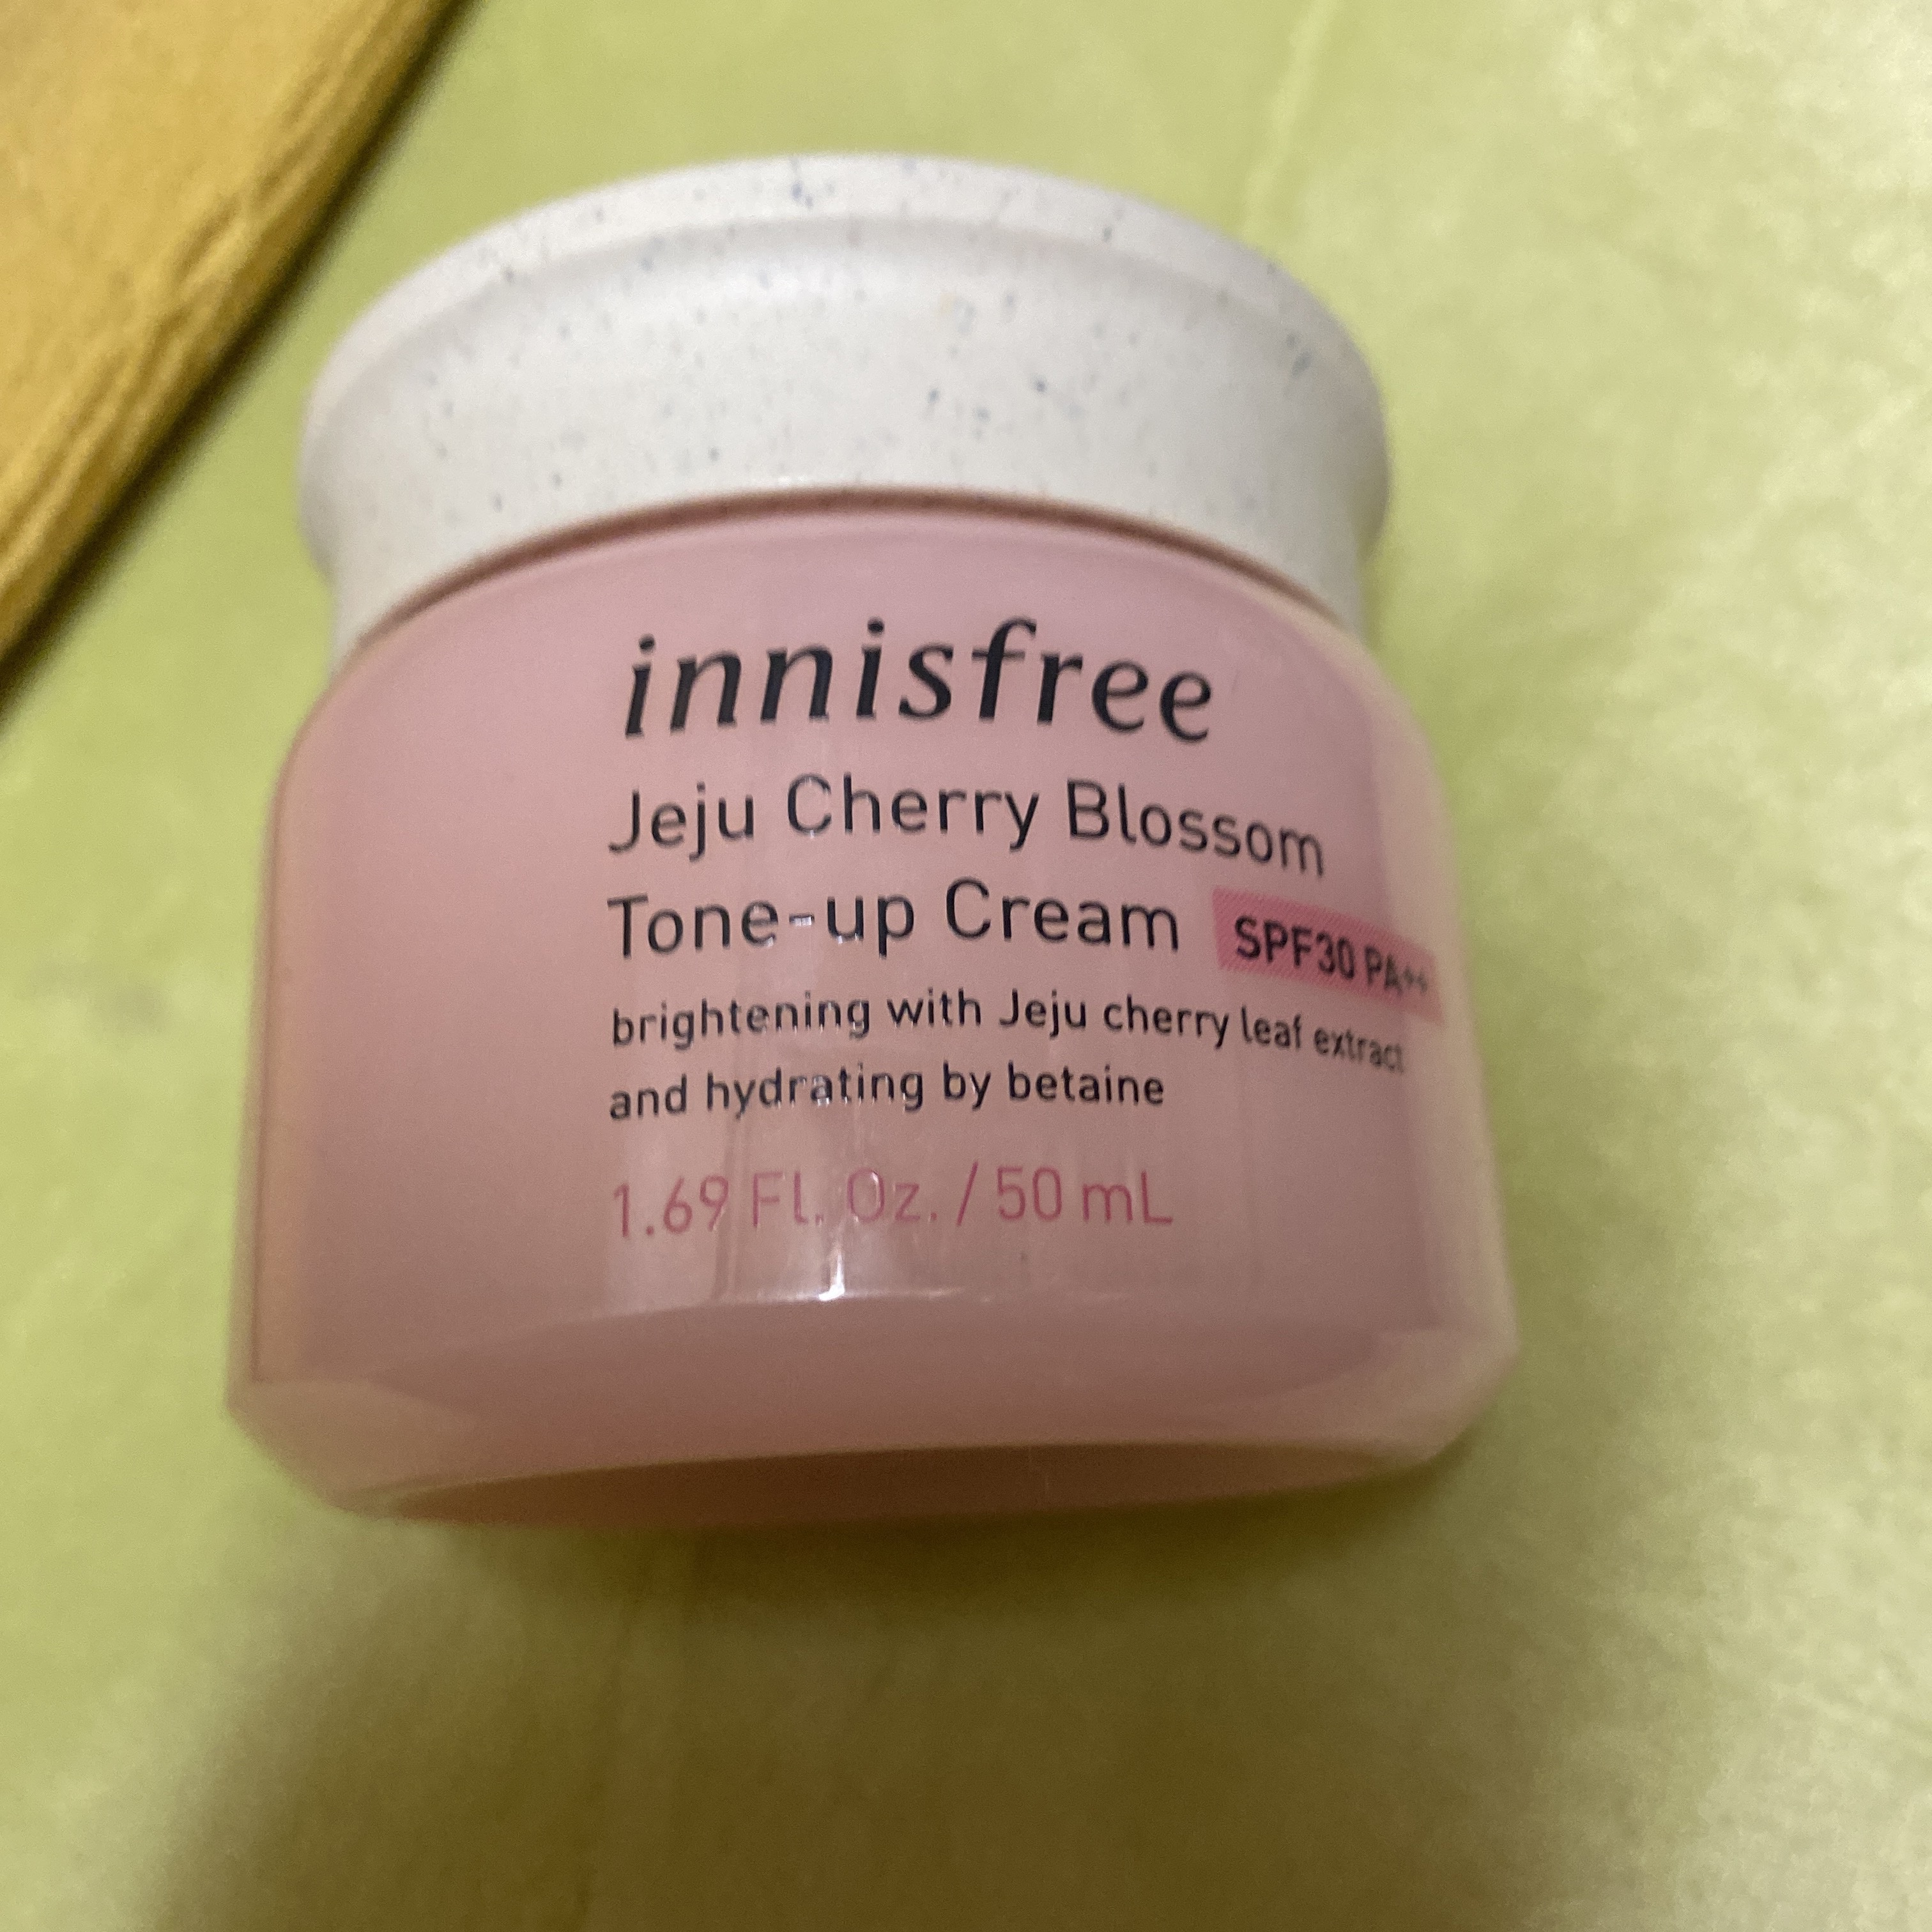 innisfree
Jeju Cherry Blossom
Tone-up Cream SPF30 PA++
brightening with Jeju cherry leaf extract
and hydrating by betaine
1.69 Fl. Oz. / 50 mL